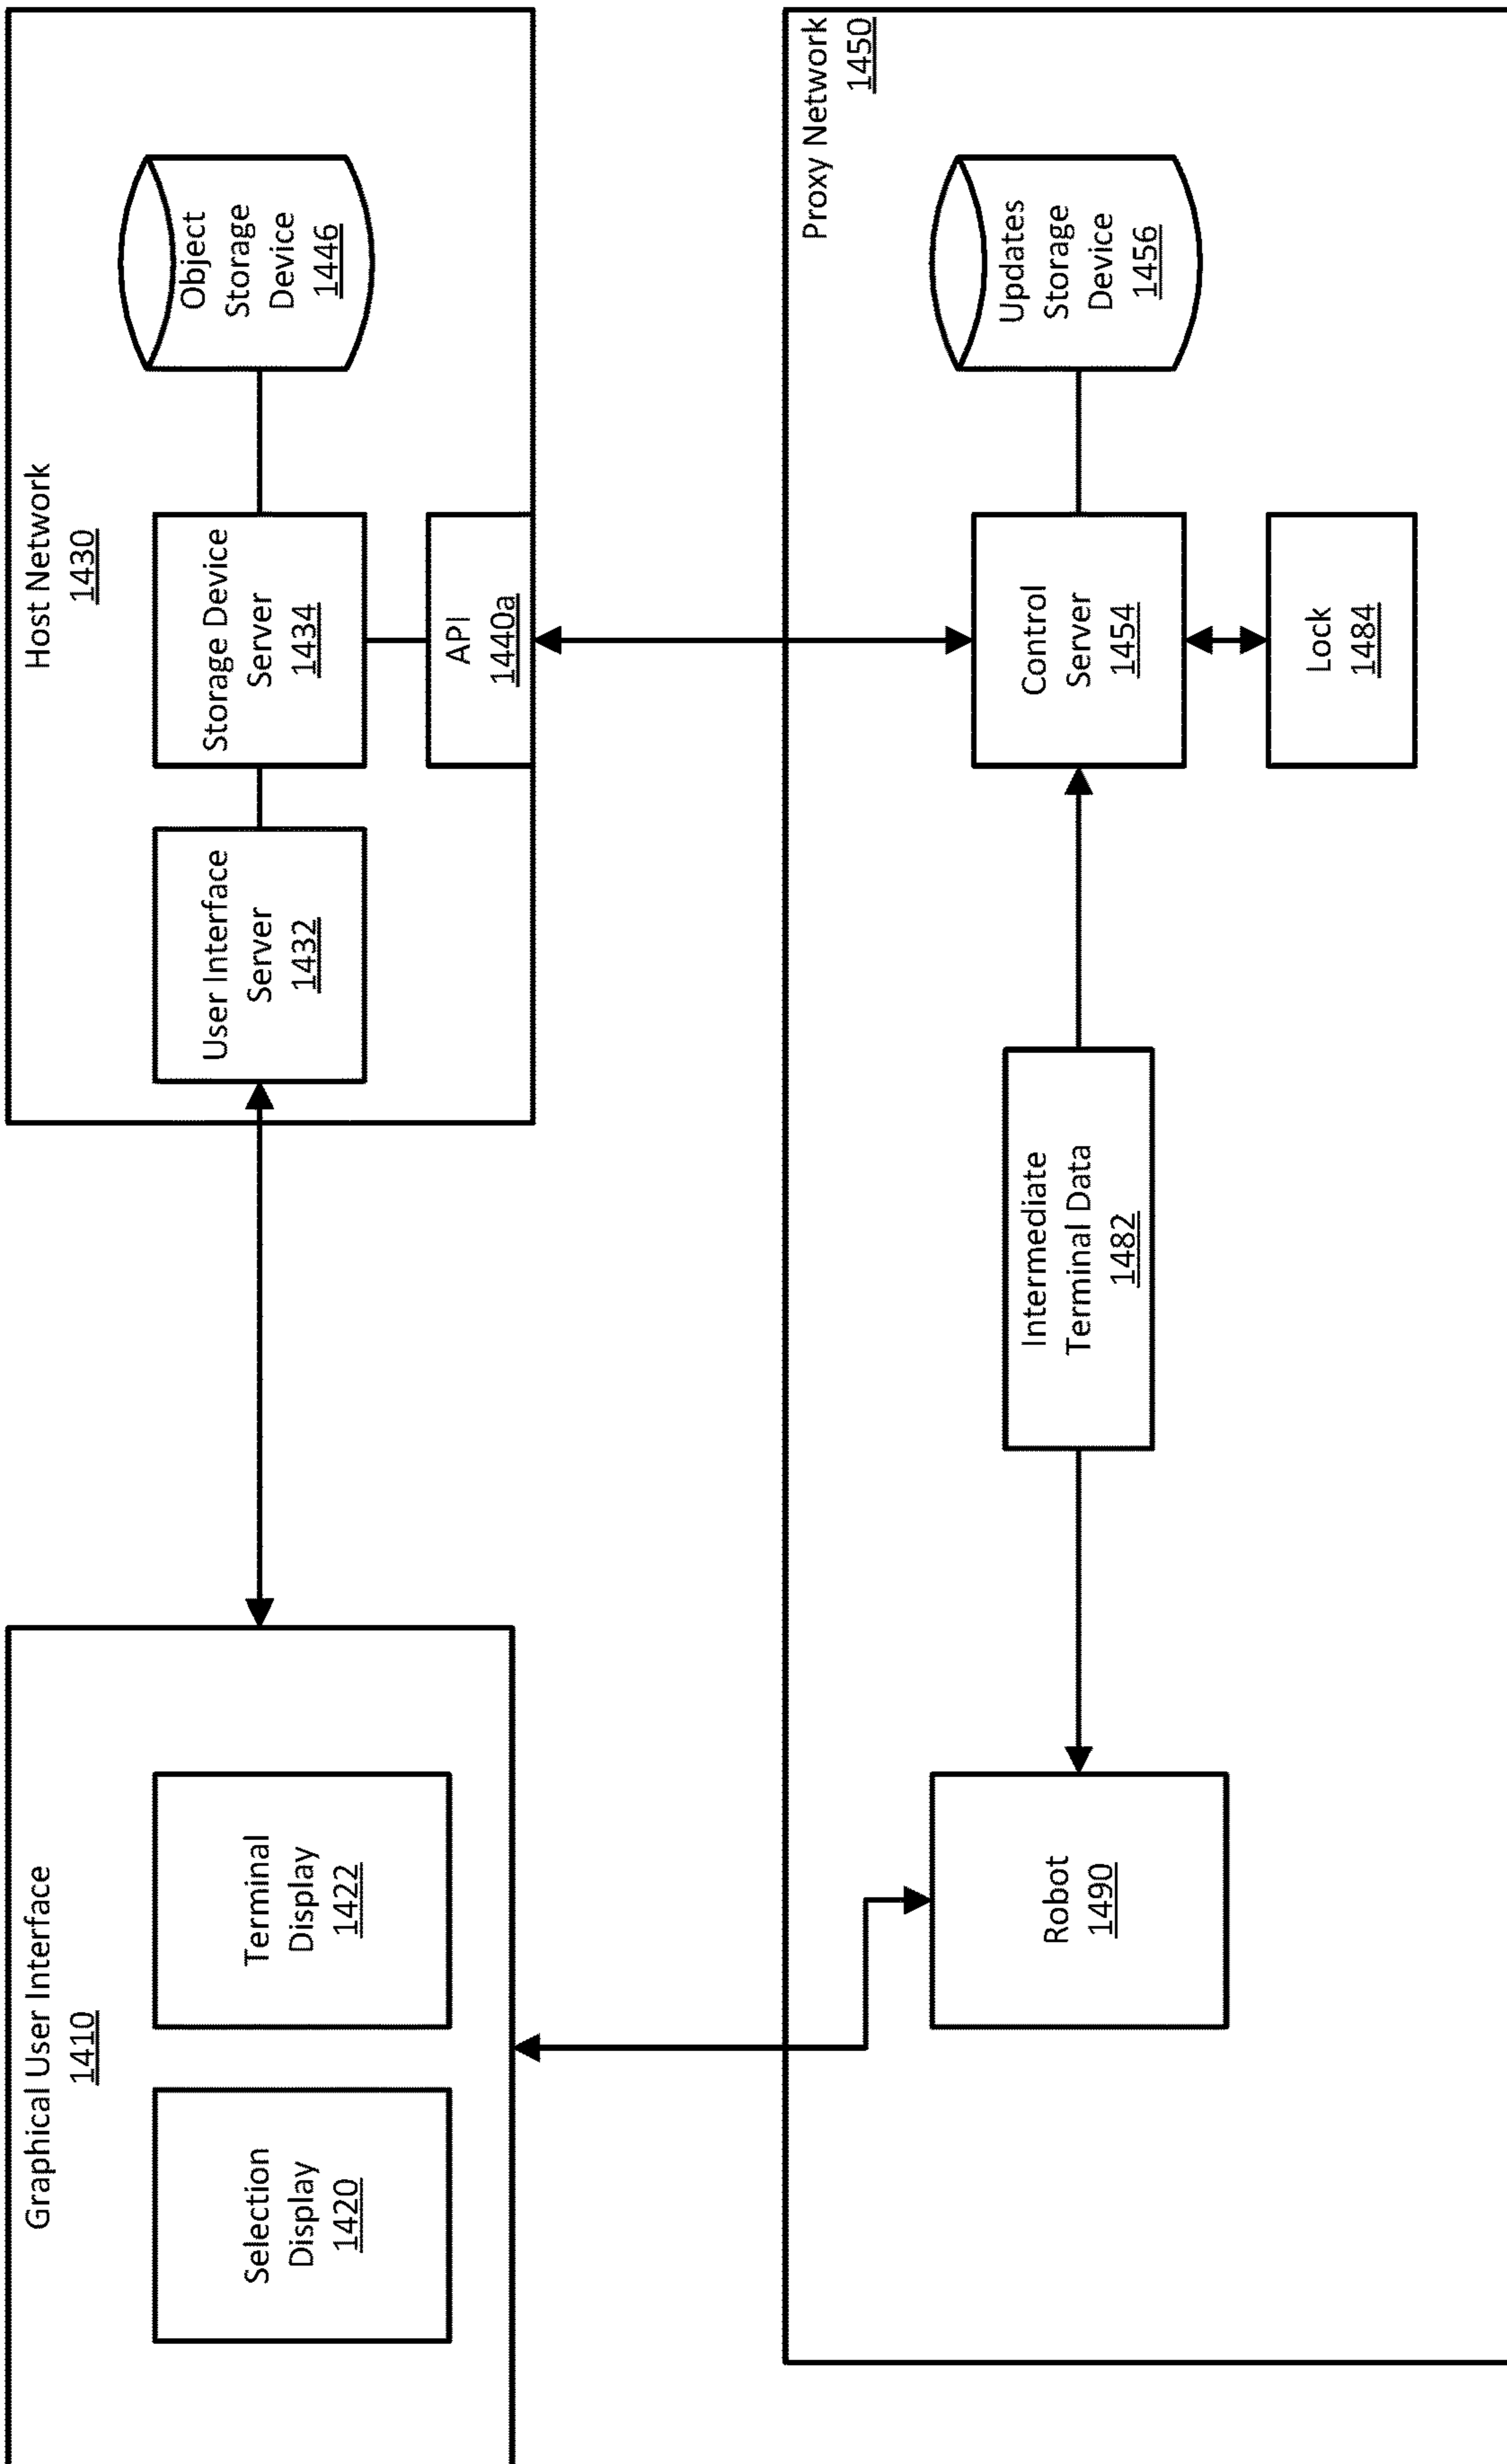 Graphical User Interface
1410
Selection
Display
1420
Terminal
Display
1422
Host Network
1430
User Interface
Server
1432
Storage Device
Server
1434
Object
Storage
Device
1446
API
1440a
Proxy Network
1450
Robot
1490
Intermediate
Terminal Data
1482
Control
Server
1454
Updates
Storage
Device
1456
Lock
1484